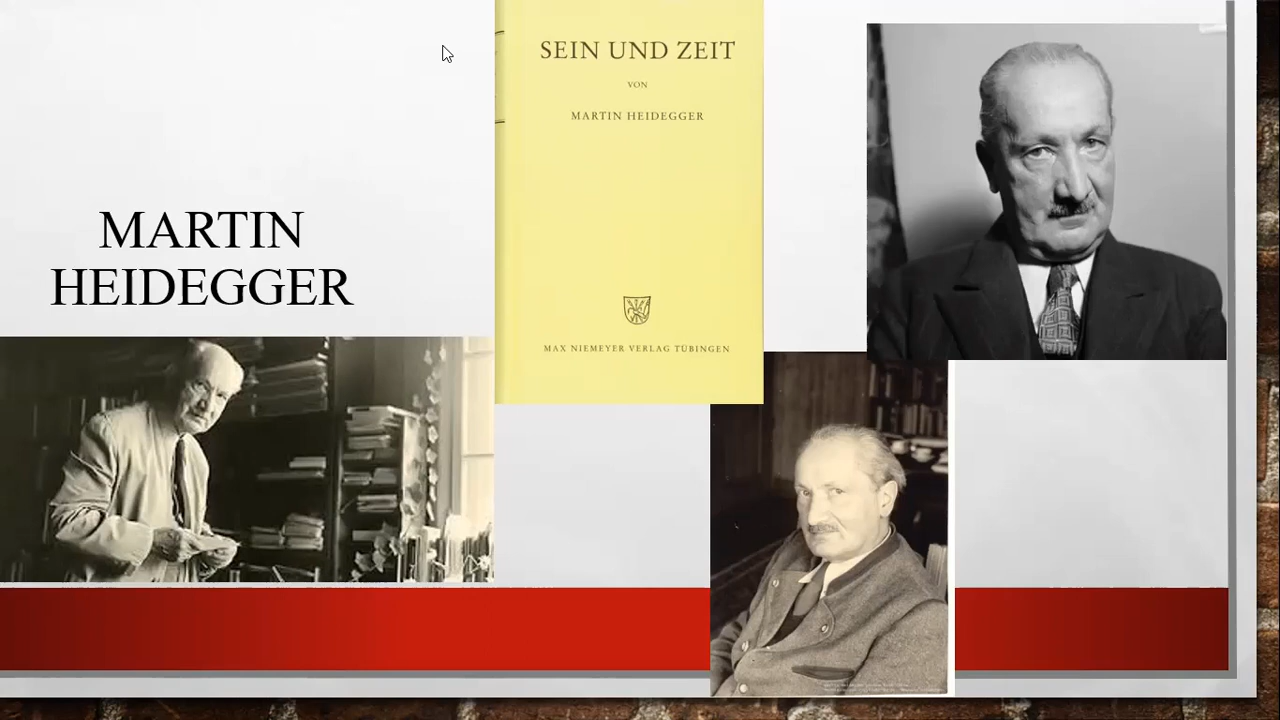 MARTIN
HEIDEGGER
SEIN UND ZEIT
VON
MARTIN HEIDEGGER
MAX NIEMEYER VERLAG TÜBINGEN